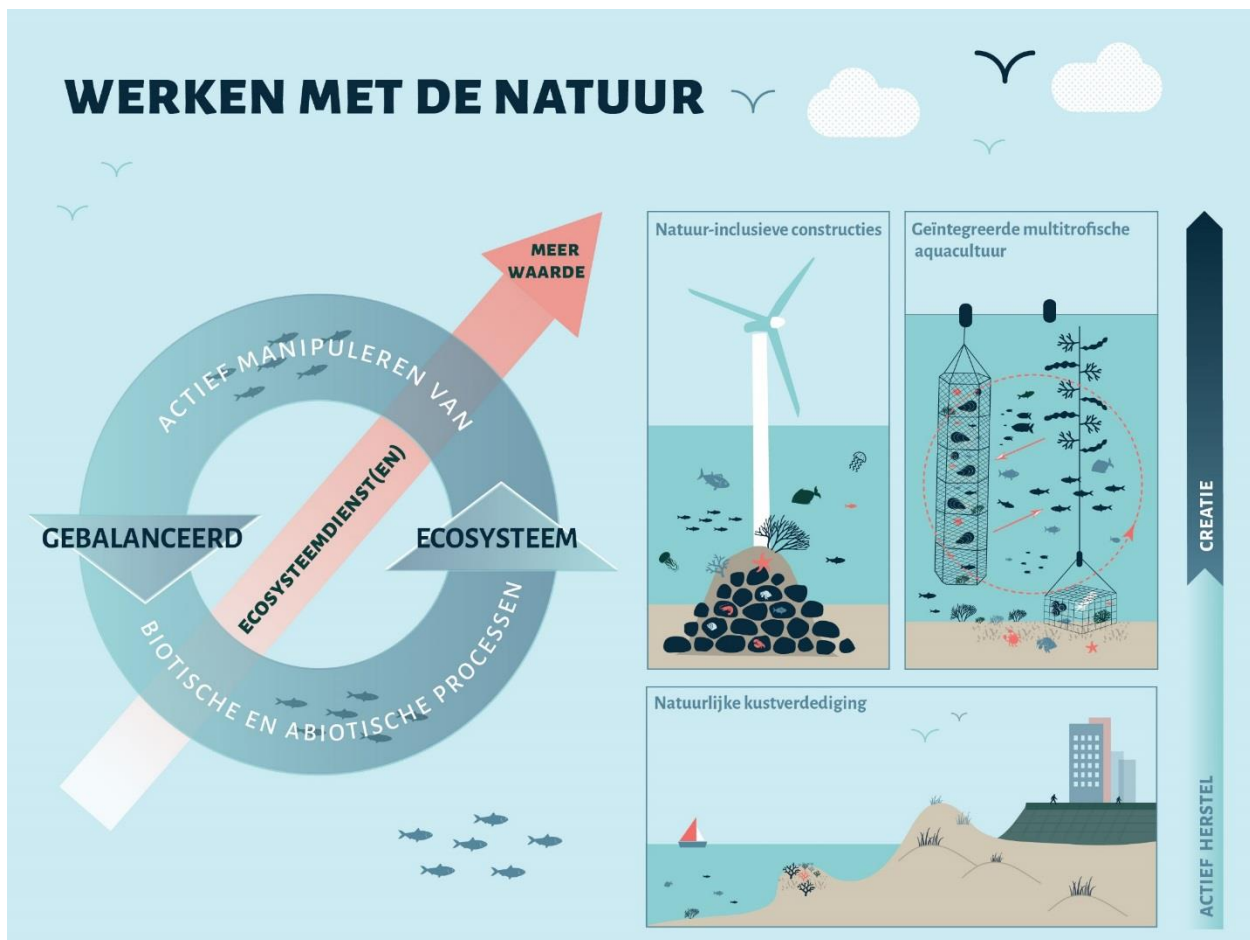 WERKEN MET DE NATUUR
MEER
WAARDE
ACTIEF MANIPULEREN VAN
ECOSYSTEEMDIENST(EN)
GEBALANCEERD
ECOSYSTEEM
BIOTISCHE EN ABIOTISCHE PROCESSEN
Natuur-inclusieve constructies
Geïntegreerde multitrofische
aquacultuur
Natuurlijke kustverdediging
CREATIE
ACTIEF HERSTEL